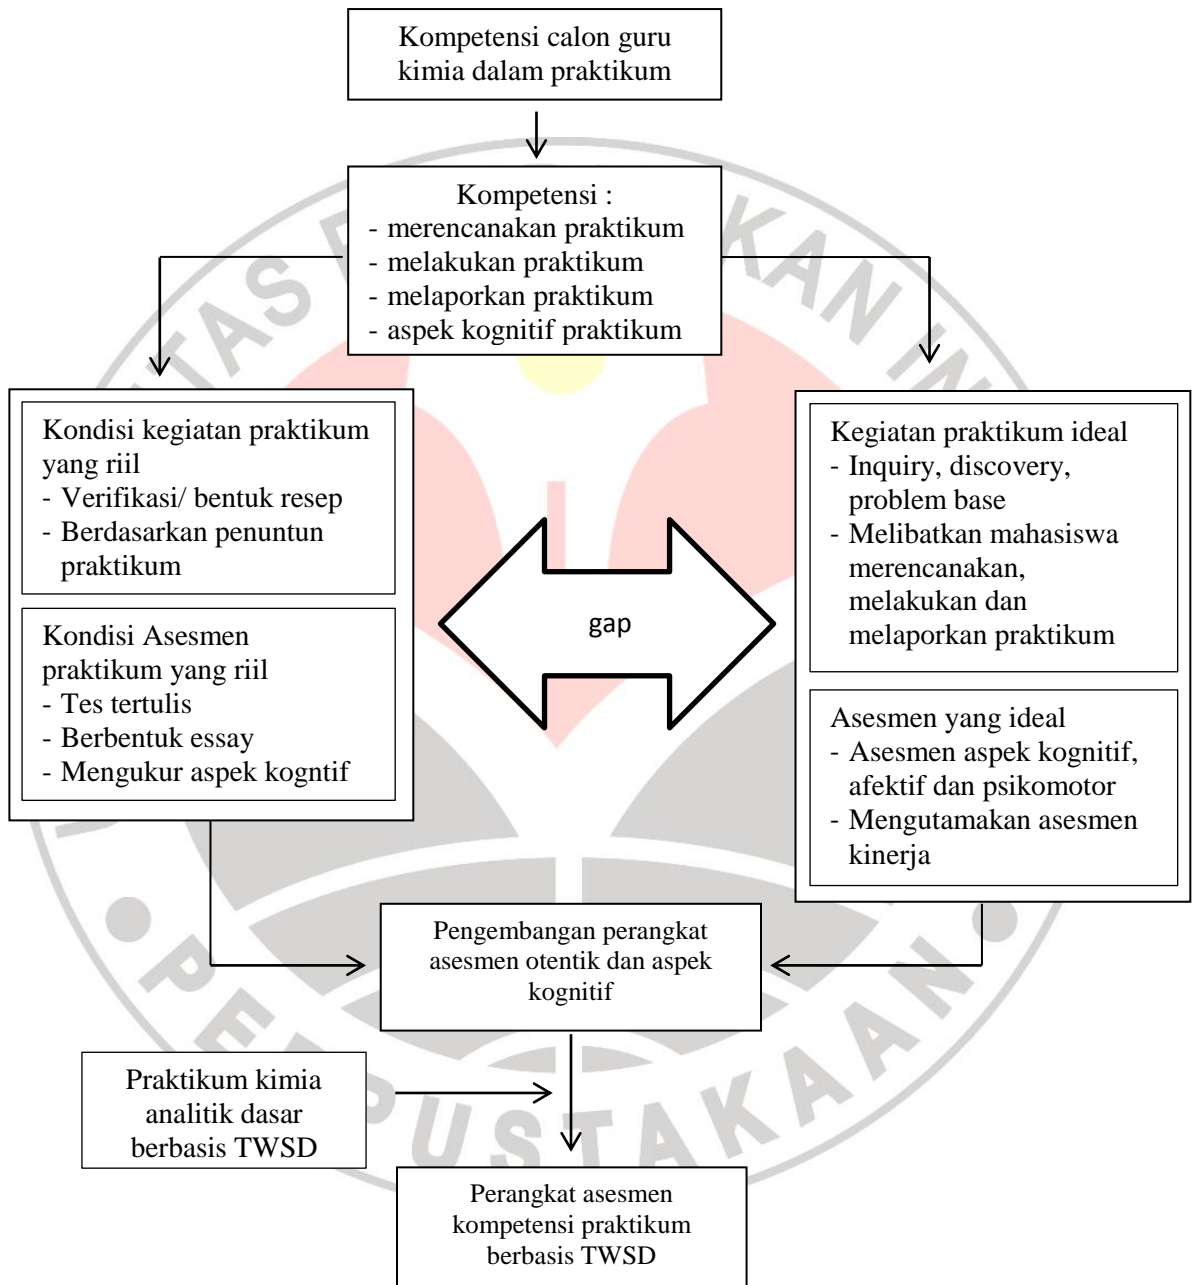 Kompetensi calon guru
kimia dalam praktikum
Kompetensi :
- merencanakan praktikum
- melakukan praktikum
- melaporkan praktikum
- aspek kognitif praktikum
Kondisi kegiatan praktikum
yang riil
- Verifikasi/ bentuk resep
- Berdasarkan penuntun
praktikum
Kondisi Asesmen
praktikum yang riil
- Tes tertulis
- Berbentuk essay
- Mengukur aspek kogntif
gap
Kegiatan praktikum ideal
- Inquiry, discovery,
problem base
- Melibatkan mahasiswa
merencanakan,
melakukan dan
melaporkan praktikum
Asesmen yang ideal
- Asesmen aspek kognitif,
afektif dan psikomotor
- Mengutamakan asesmen
kinerja
Pengembangan perangkat
asesmen otentik dan aspek
kognitif
Praktikum kimia
analitik dasar
berbasis TWSD
Perangkat asesmen
kompetensi praktikum
berbasis TWSD